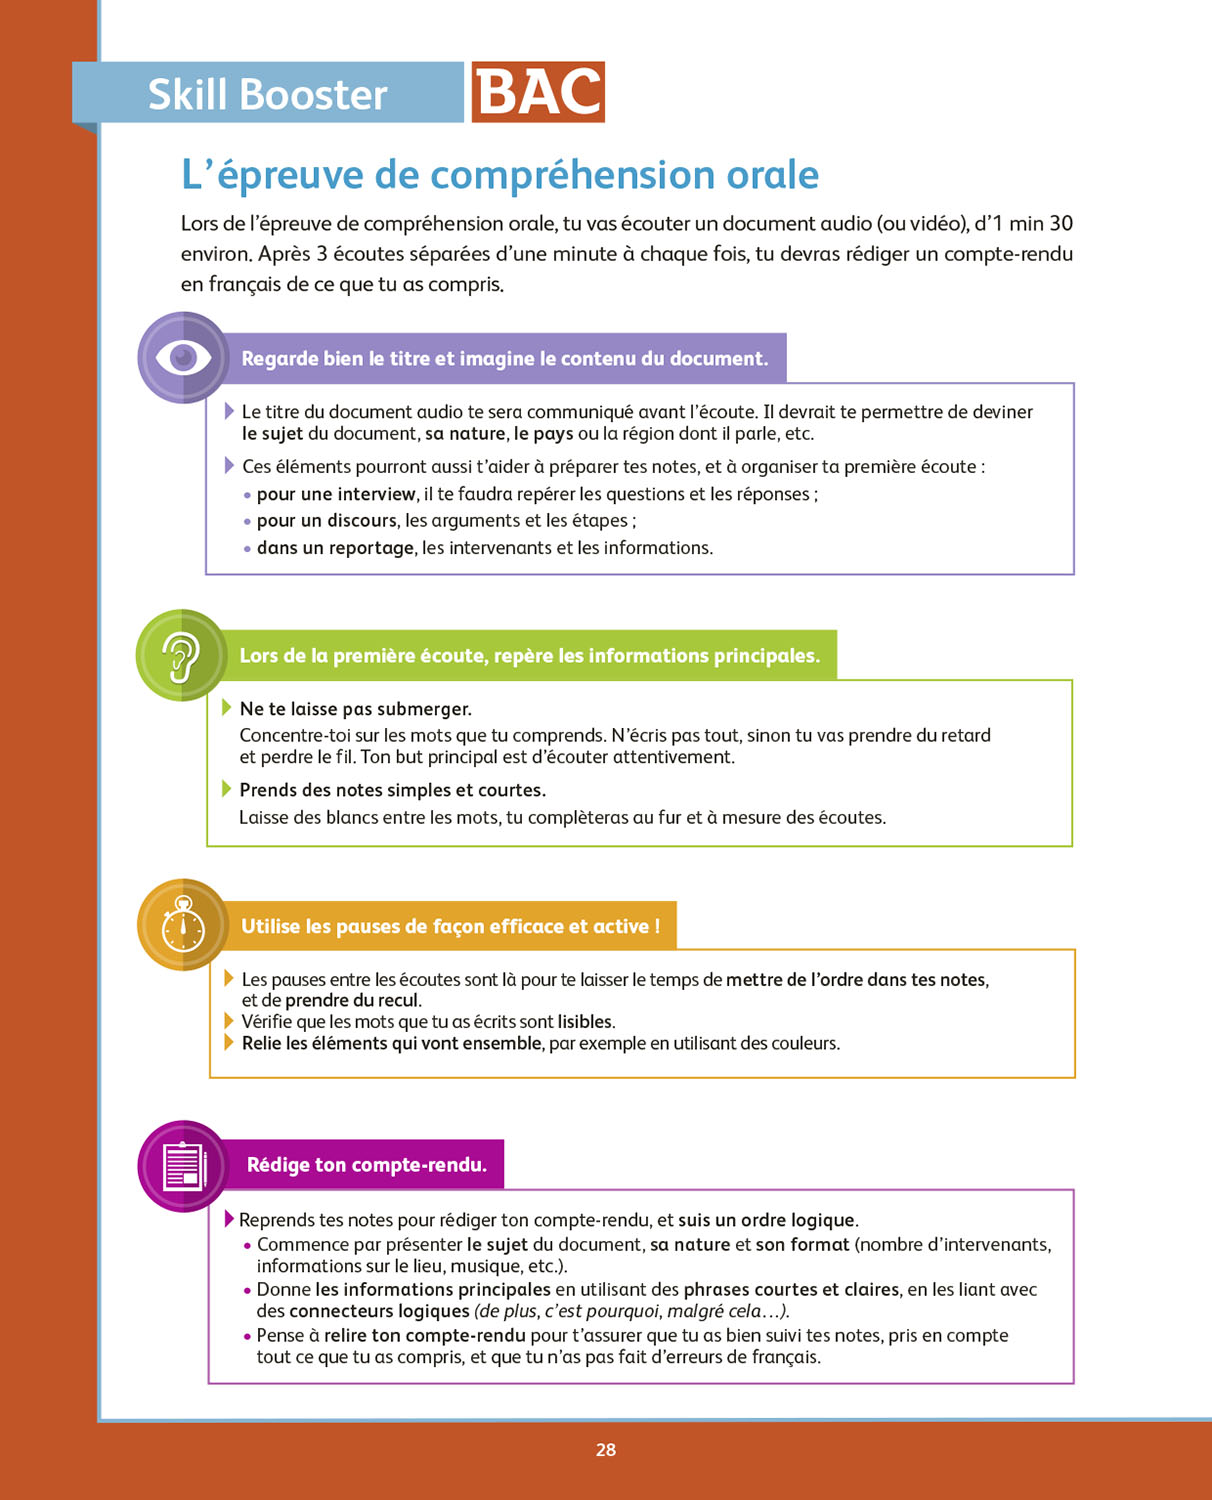 Skill Booster BAC
L'épreuve de compréhension orale
Lors de l'épreuve de compréhension orale, tu vas écouter un document audio (ou vidéo), d'1 min 30
environ. Après 3 écoutes séparées d'une minute à chaque fois, tu devras rédiger un compte-rendu
en français de ce que tu as compris.
Regarde bien le titre et imagine le contenu du document.
Le titre du document audio te sera communiqué avant l'écoute. Il devrait te permettre de deviner
le sujet du document, sa nature, le pays ou la région dont il parle, etc.
Ces éléments pourront aussi t'aider à préparer tes notes, et à organiser ta première écoute :
• pour une interview, il te faudra repérer les questions et les réponses ;
• pour un discours, les arguments et les étapes ;
• dans un reportage, les intervenants et les informations.
Lors de la première écoute, repère les informations principales.
Ne te laisse pas submerger.
Concentre-toi sur les mots que tu comprends. N'écris pas tout, sinon tu vas prendre du retard
et perdre le fil. Ton but principal est d'écouter attentivement.
Prends des notes simples et courtes.
Laisse des blancs entre les mots, tu complèteras au fur et à mesure des écoutes.
Utilise les pauses de façon efficace et active !
Les pauses entre les écoutes sont là pour te laisser le temps de mettre de l'ordre dans tes notes,
et de prendre du recul.
Vérifie que les mots que tu as écrits sont lisibles.
Relie les éléments qui vont ensemble, par exemple en utilisant des couleurs.
Rédige ton compte-rendu.
Reprends tes notes pour rédiger ton compte-rendu, et suis un ordre logique.
• Commence par présenter le sujet du document, sa nature et son format (nombre d'intervenants,
informations sur le lieu, musique, etc.).
• Donne les informations principales en utilisant des phrases courtes et claires, en les liant avec
des connecteurs logiques (de plus, c'est pourquoi, malgré cela…).
• Pense à relire ton compte-rendu pour t'assurer que tu as bien suivi tes notes, pris en compte
tout ce que tu as compris, et que tu n'as pas fait d'erreurs de français.
28